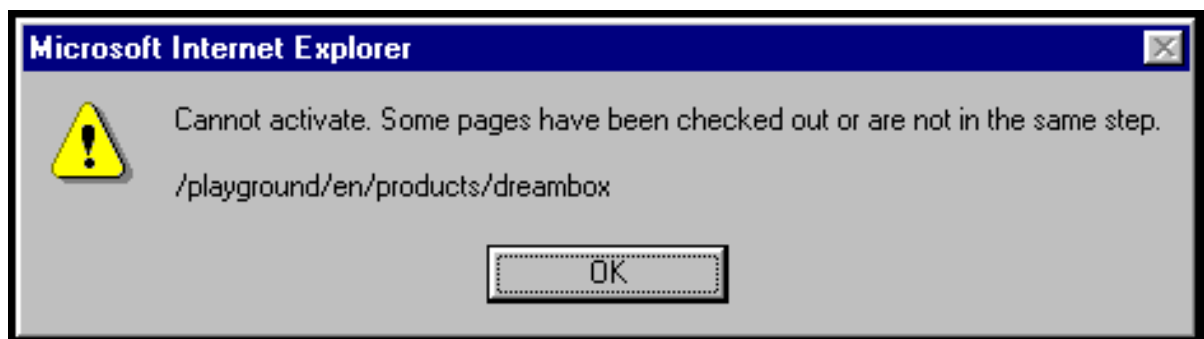 Microsoft Internet Explorer
Cannot activate. Some pages have been checked out or are not in the same step.
/playground/en/products/dreambox
OK